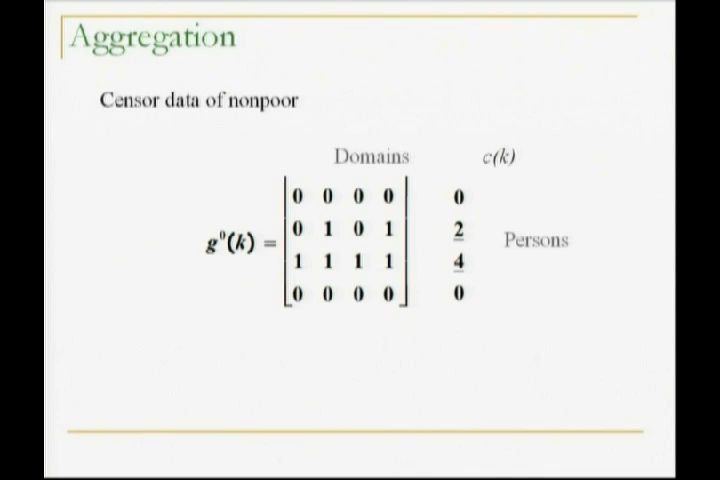 Aggregation
Censor data of nonpoor
Domains c(k)
0 0 0 0 0
0 1 0 1 2
g⁰(k) = Persons
1 1 1 1 4
0 0 0 0 0